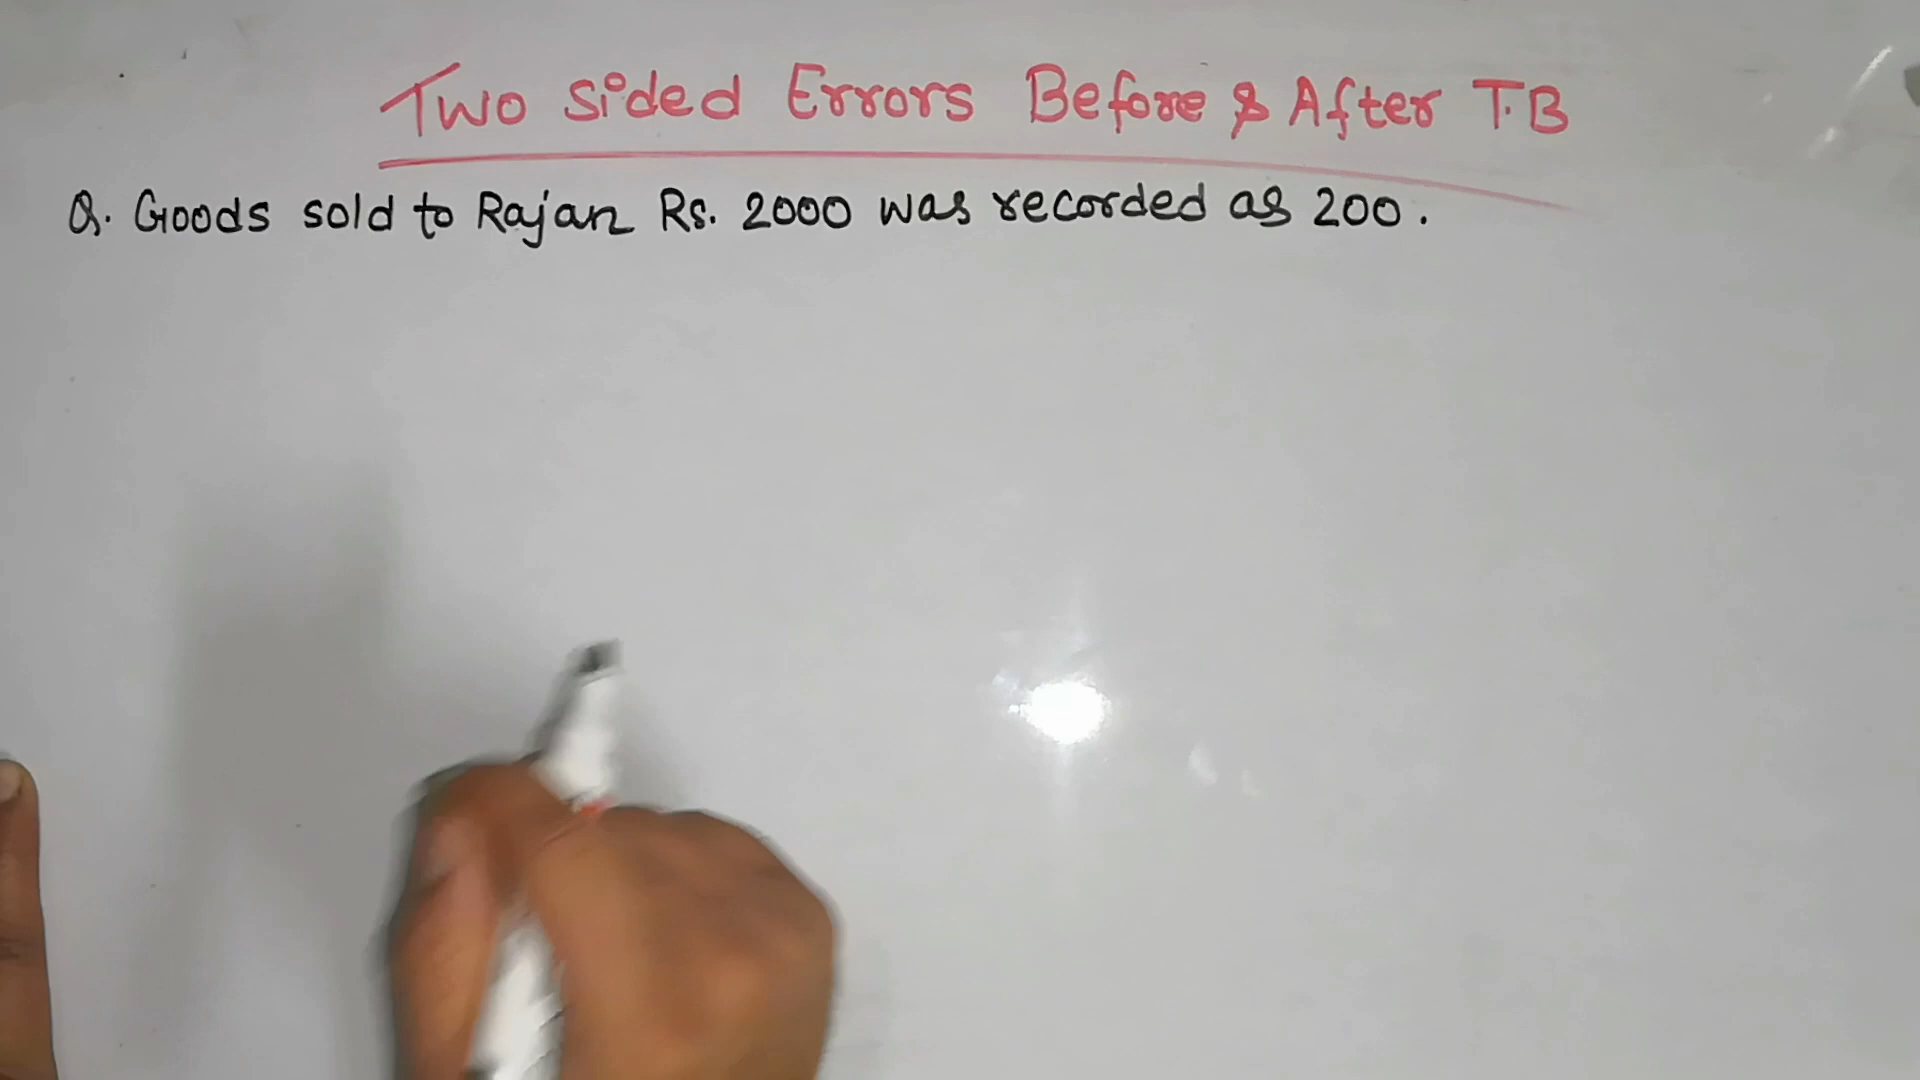 Two Sided Errors Before & After T.B
Q. Goods sold to Rajan Rs. 2000 was recorded as 200.